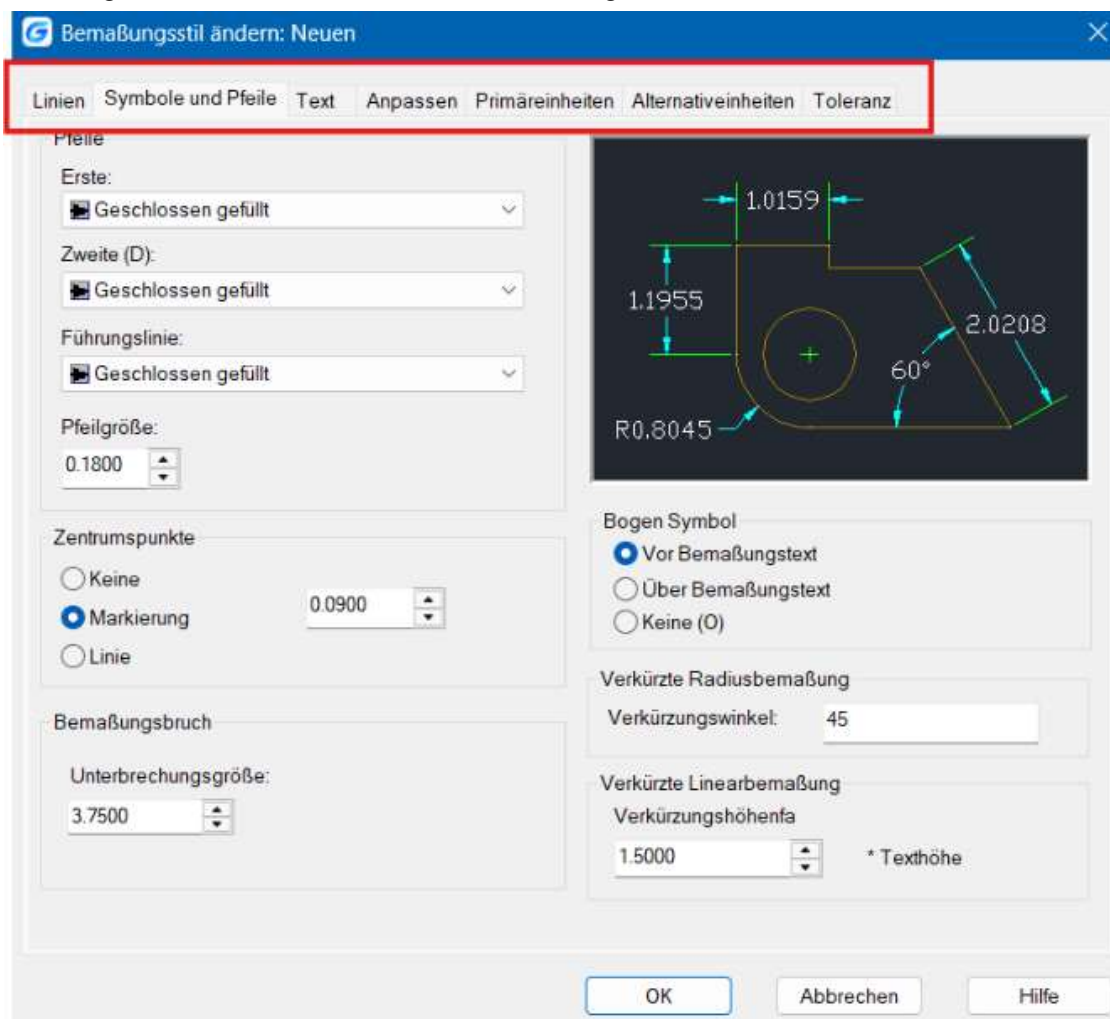 Bemaßungsstil ändern: Neuen
Linien Symbole und Pfeile Text Anpassen Primäreinheiten Alternativeinheiten Toleranz
Pfeile
Erste:
Geschlossen gefüllt
Zweite (D):
Geschlossen gefüllt
Führungslinie:
Geschlossen gefüllt
Pfeilgröße:
0.1800
1.0159
1.1955
2.0208
60°
R0.8045
Zentrumspunkte
Keine
Markierung
0.0900
Linie
Bogen Symbol
Vor Bemaßungstext
Über Bemaßungstext
Keine (O)
Bemaßungsbruch
Unterbrechungsgröße:
3.7500
Verkürzte Radiusbemaßung
Verkürzungswinkel: 45
Verkürzte Linearbemaßung
Verkürzungshöhenfa
1.5000 * Texthöhe
OK Abbrechen Hilfe